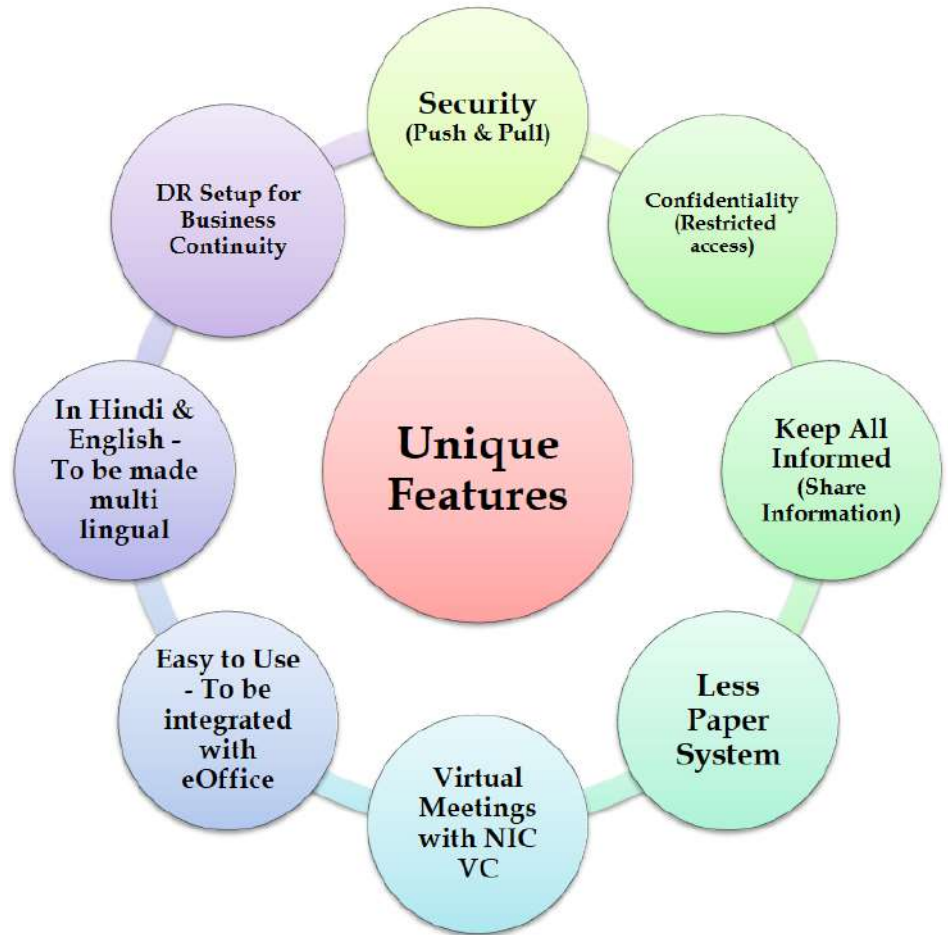 Security
(Push & Pull)
Confidentiality
(Restricted
access)
Keep All
Informed
(Share
Information)
Less
Paper
System
Virtual
Meetings
with NIC
VC
Easy to Use
- To be
integrated
with
eOffice
In Hindi &
English -
To be made
multi
lingual
DR Setup for
Business
Continuity
Unique
Features